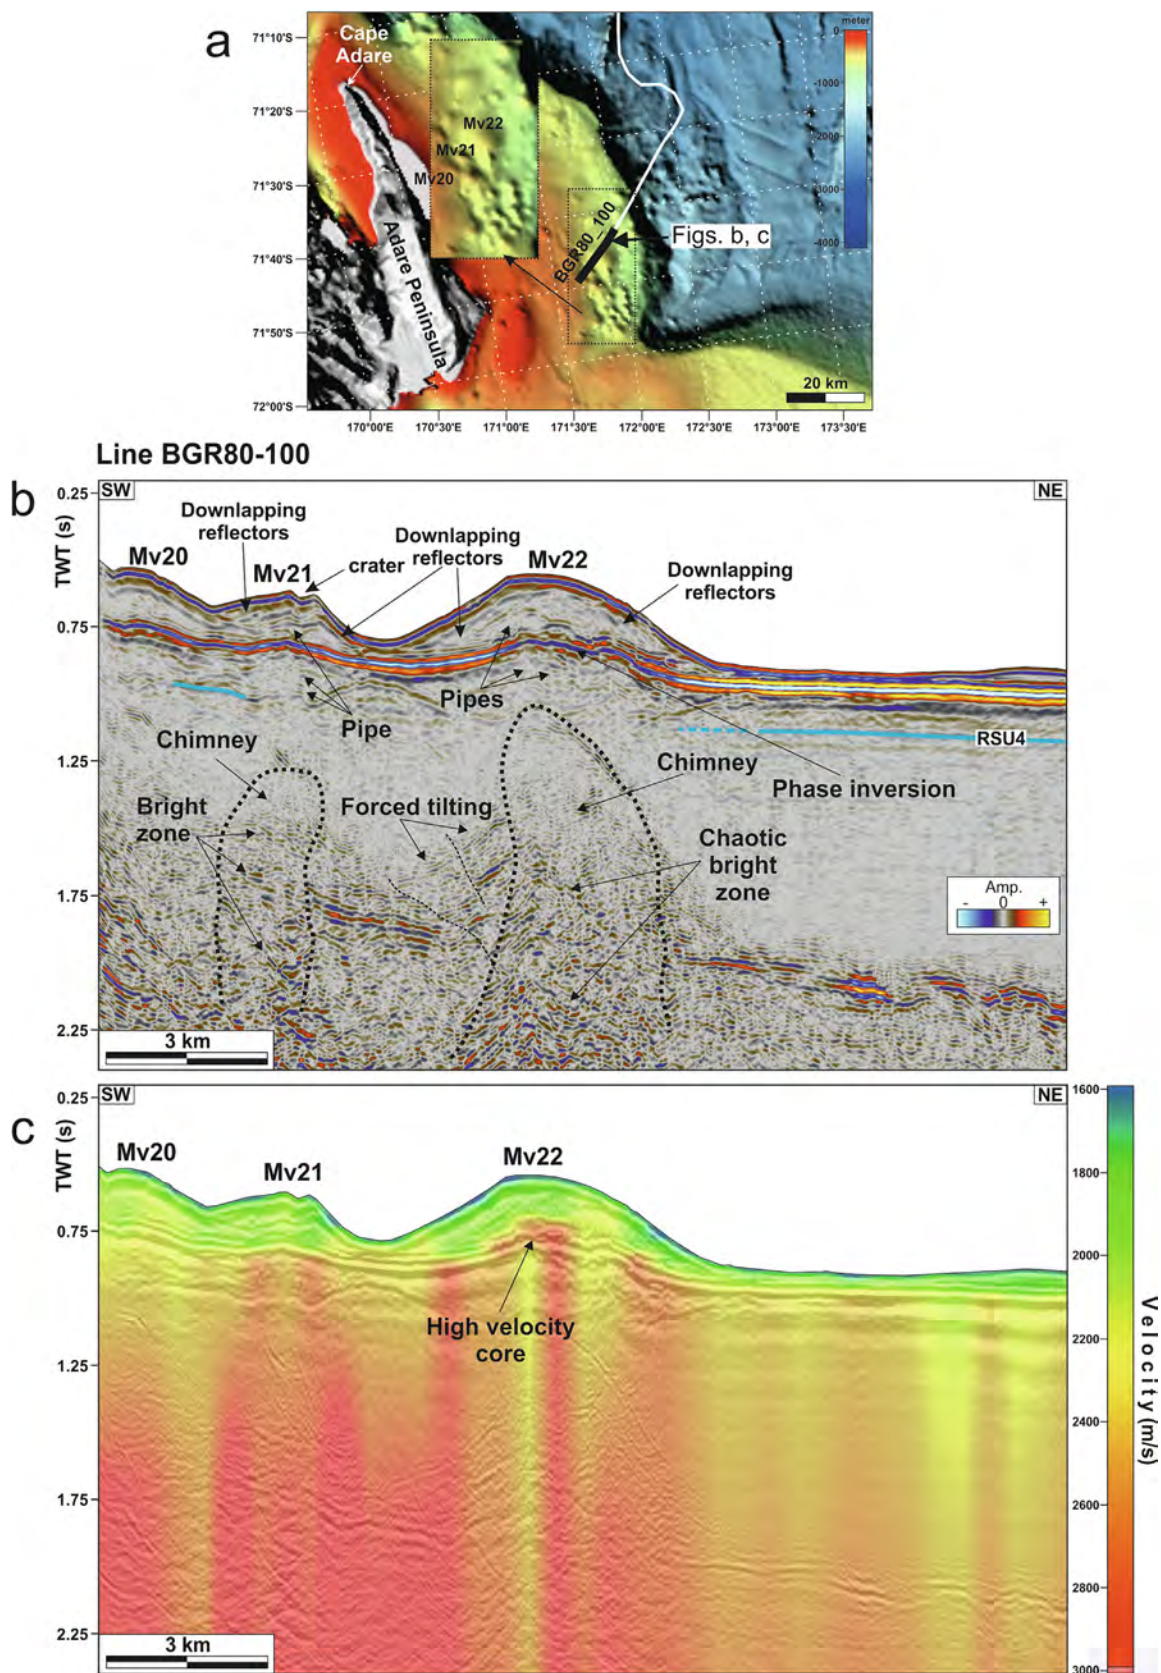 a
Cape
Adare
Mv22
Mv21
Mv20
Adare Peninsula
BGR80_100
Figs. b, c
meter
0
-1000
-2000
-3000
-4000
20 km
71°10'S
71°20'S
71°30'S
71°40'S
71°50'S
72°00'S
170°00'E
170°30'E
171°00'E
171°30'E
172°00'E
172°30'E
173°00'E
173°30'E
Line BGR80-100
b
SW
NE
TWT (s)
0.25
0.75
1.25
1.75
2.25
Downlapping
reflectors
Mv20
Mv21
crater
Downlapping
reflectors
Mv22
Downlapping
reflectors
Pipe
Pipes
RSU4
Chimney
Chimney
Phase inversion
Bright
zone
Forced tilting
Chaotic
bright
zone
Amp.
- 0 +
3 km
c
SW
NE
TWT (s)
0.25
0.75
1.25
1.75
2.25
Mv20
Mv21
Mv22
High velocity
core
3 km
1600
1800
2000
2200
2400
2600
2800
3000
Velocity (m/s)